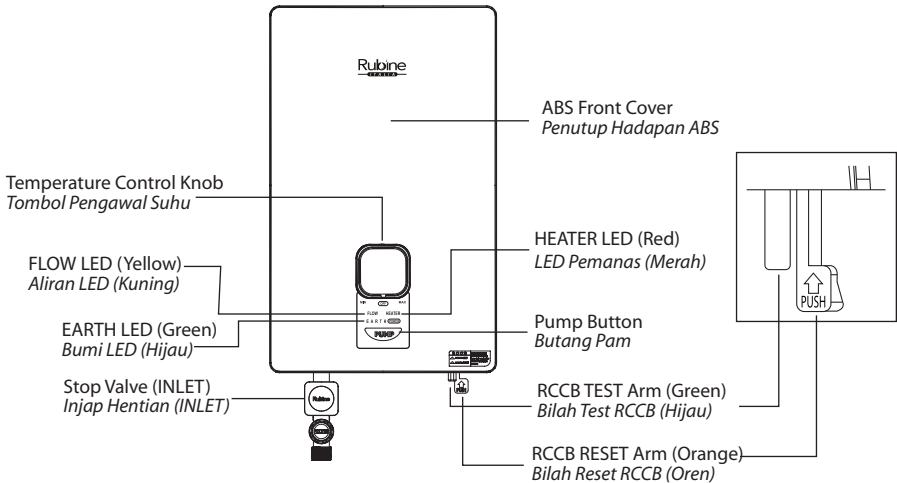 Rubine
ITALIA
ABS Front Cover
Penutup Hadapan ABS
Temperature Control Knob
Tombol Pengawal Suhu
HEATER LED (Red)
LED Pemanas (Merah)
FLOW LED (Yellow)
Aliran LED (Kuning)
MIN
OFF
MAX
FLOW
HEATER
EARTH
PUMP
EARTH LED (Green)
Bumi LED (Hijau)
Pump Button
Butang Pam
PUSH
Stop Valve (INLET)
Injap Hentian (INLET)
Rubine
RCCB
PUSH
RCCB TEST Arm (Green)
Bilah Test RCCB (Hijau)
RCCB RESET Arm (Orange)
Bilah Reset RCCB (Oren)